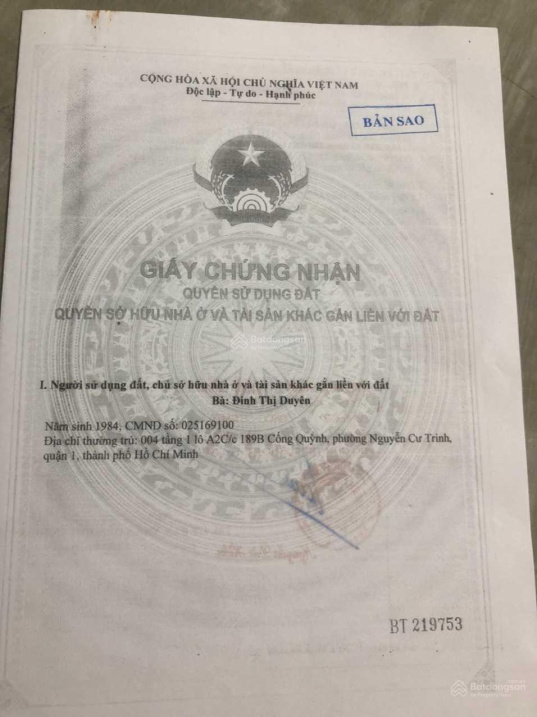 CỘNG HÒA XÃ HỘI CHỦ NGHĨA VIỆT NAM
Độc lập - Tự do - Hạnh phúc
BẢN SAO
GIẤY CHỨNG NHẬN
QUYỀN SỬ DỤNG ĐẤT
QUYỀN SỞ HỮU NHÀ Ở VÀ TÀI SẢN KHÁC GẮN LIỀN VỚI ĐẤT
Batdongsan
I. Người sử dụng đất, chủ sở hữu nhà ở và tài sản khác gắn liền với đất
Bà: Đinh Thị Duyên
Năm sinh 1984, CMND số: 025169100
Địa chỉ thường trú: 004 tầng 1 lô A2C/c 189B Cống Quỳnh, phường Nguyễn Cư Trinh,
quận 1, thành phố Hồ Chí Minh
BT 219753
Batdongsan